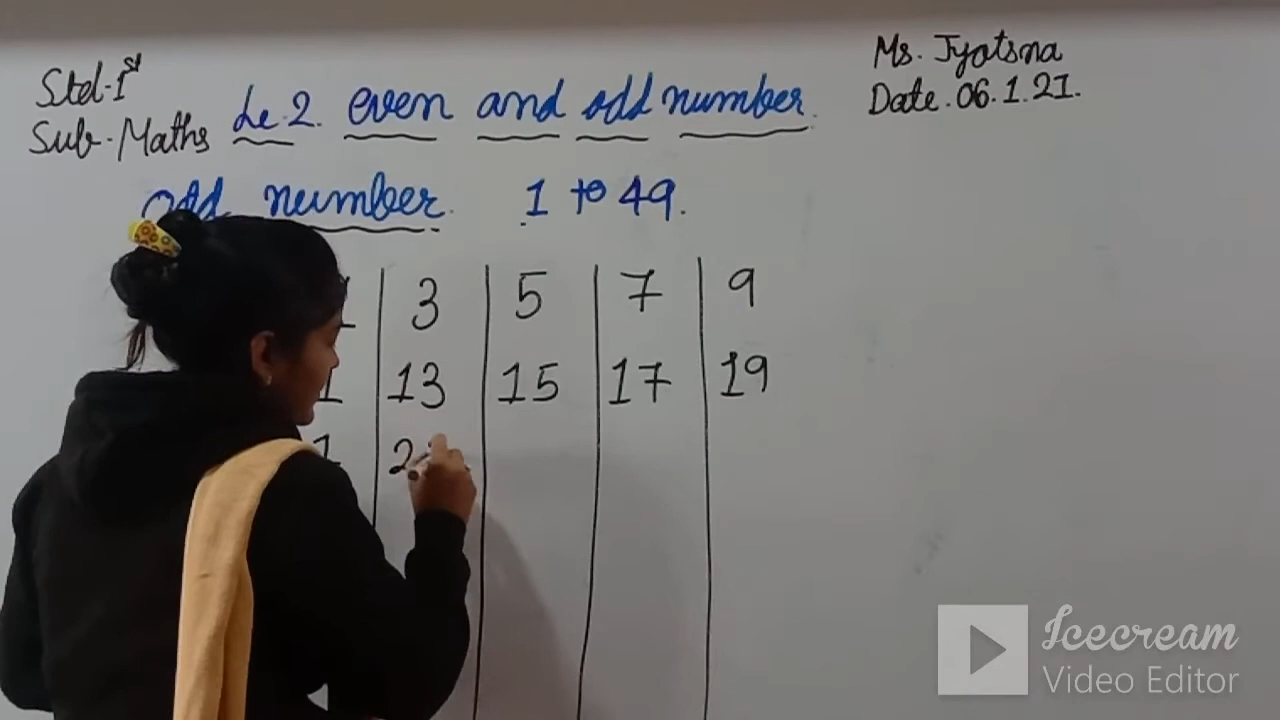 Std-1st
Sub-Maths
Le.2. even and odd number.
Ms. Jyotsna
Date.06.1.21.
odd number. 1 to 49.
3 5 7 9
13 15 17 19
Icecream
Video Editor